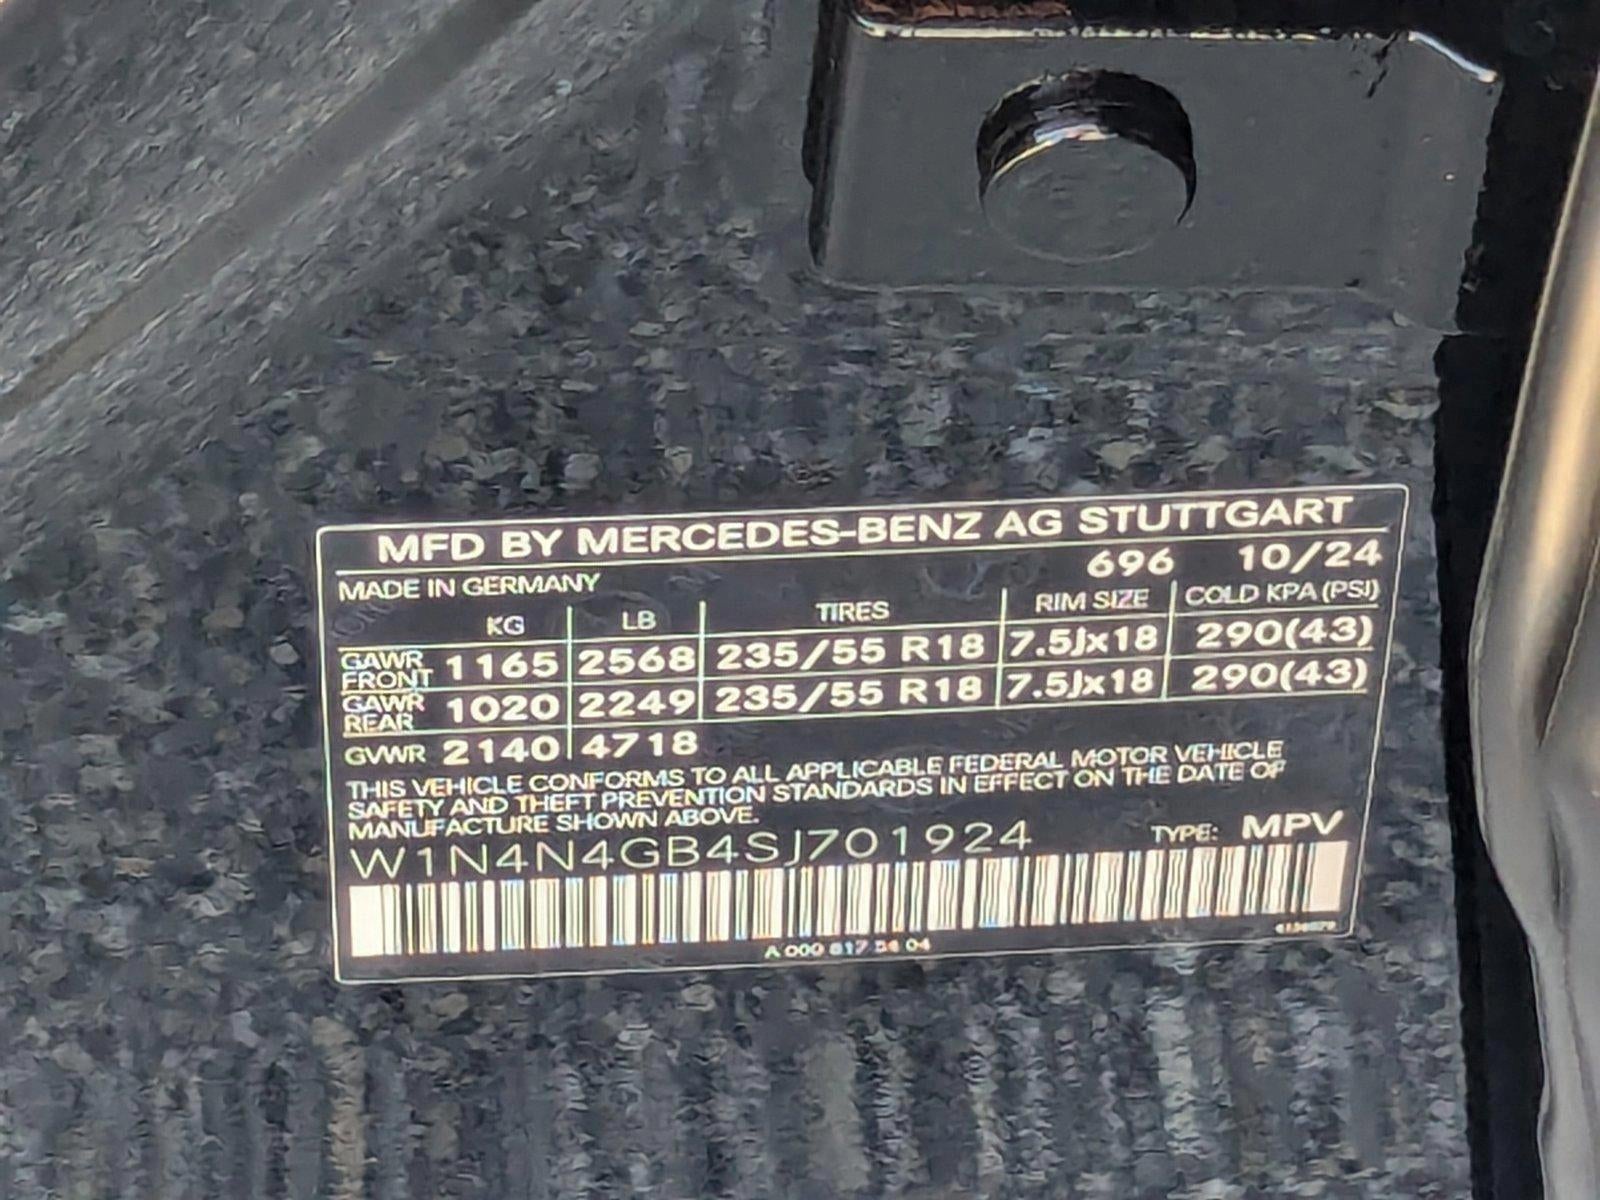 MFD BY MERCEDES-BENZ AG STUTTGART
696 10/24
MADE IN GERMANY
KG LB TIRES RIM SIZE COLD KPA (PSI)
GAWR FRONT 1165 2568 235/55 R18 7.5Jx18 290(43)
GAWR REAR 1020 2249 235/55 R18 7.5Jx18 290(43)
GVWR 2140 4718
THIS VEHICLE CONFORMS TO ALL APPLICABLE FEDERAL MOTOR VEHICLE
SAFETY AND THEFT PREVENTION STANDARDS IN EFFECT ON THE DATE OF
MANUFACTURE SHOWN ABOVE.
W1N4N4GB4SJ701924 TYPE: MPV
A 000 817 04